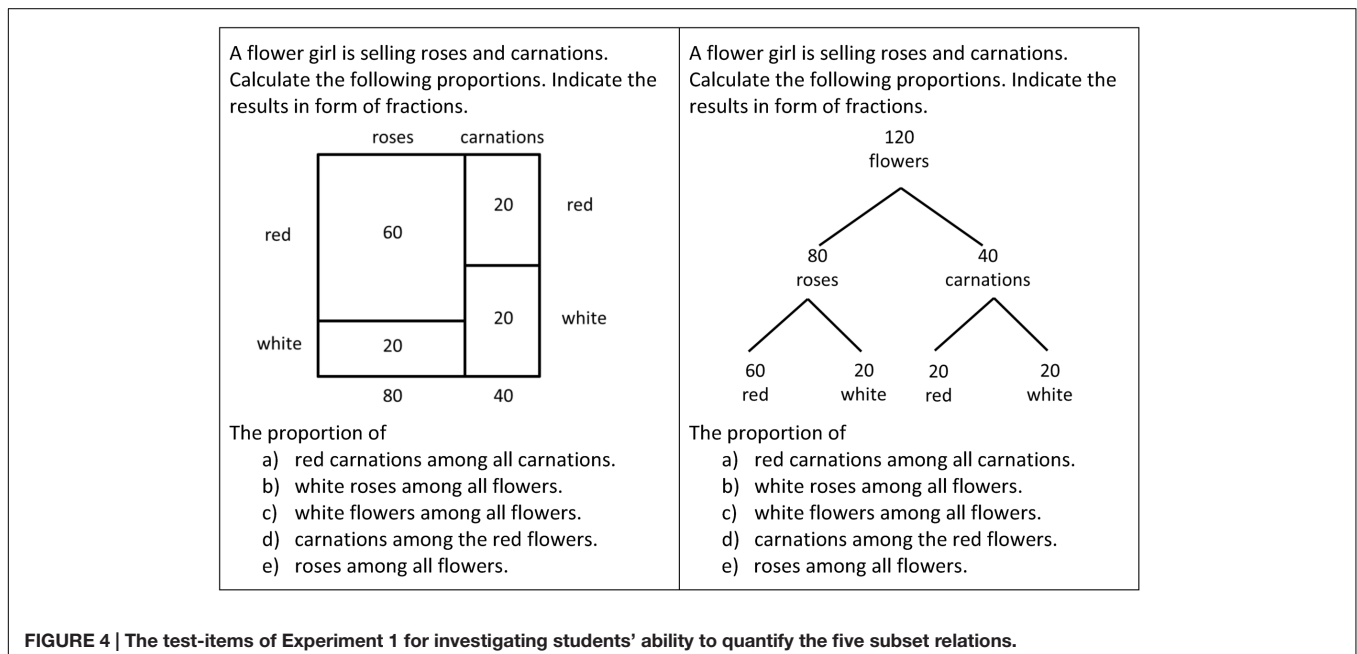 A flower girl is selling roses and carnations.
Calculate the following proportions. Indicate the
results in form of fractions.
roses carnations
red 60 20 red
white 20 20 white
80 40
The proportion of
a) red carnations among all carnations.
b) white roses among all flowers.
c) white flowers among all flowers.
d) carnations among the red flowers.
e) roses among all flowers.
A flower girl is selling roses and carnations.
Calculate the following proportions. Indicate the
results in form of fractions.
120
flowers
80 40
roses carnations
60 20 20 20
red white red white
The proportion of
a) red carnations among all carnations.
b) white roses among all flowers.
c) white flowers among all flowers.
d) carnations among the red flowers.
e) roses among all flowers.
FIGURE 4 | The test-items of Experiment 1 for investigating students’ ability to quantify the five subset relations.